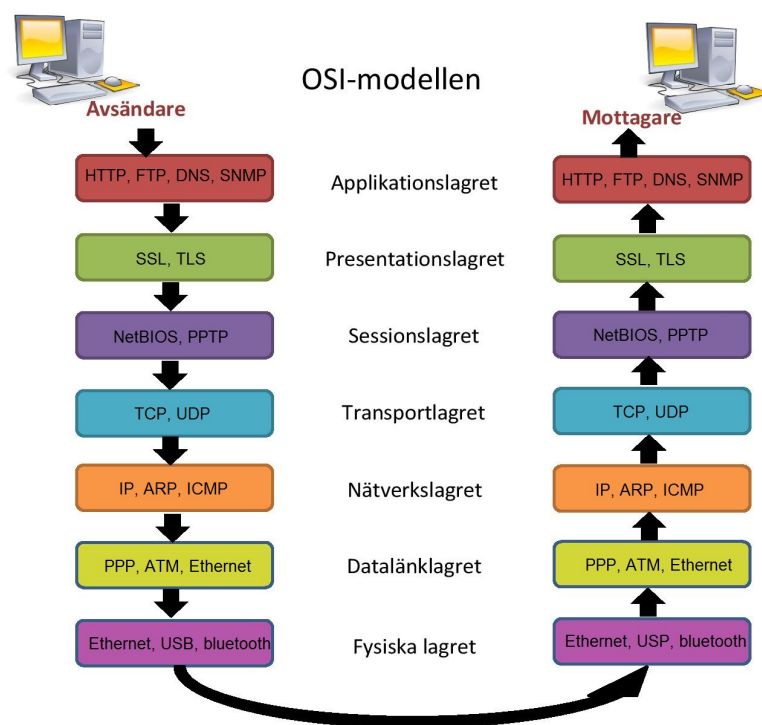 OSI-modellen
Avsändare
Mottagare
HTTP, FTP, DNS, SNMP
Applikationslagret
HTTP, FTP, DNS, SNMP
SSL, TLS
Presentationslagret
SSL, TLS
NetBIOS, PPTP
Sessionslagret
NetBIOS, PPTP
TCP, UDP
Transportlagret
TCP, UDP
IP, ARP, ICMP
Nätverkslagret
IP, ARP, ICMP
PPP, ATM, Ethernet
Datalänklagret
PPP, ATM, Ethernet
Ethernet, USB, bluetooth
Fysiska lagret
Ethernet, USP, bluetooth